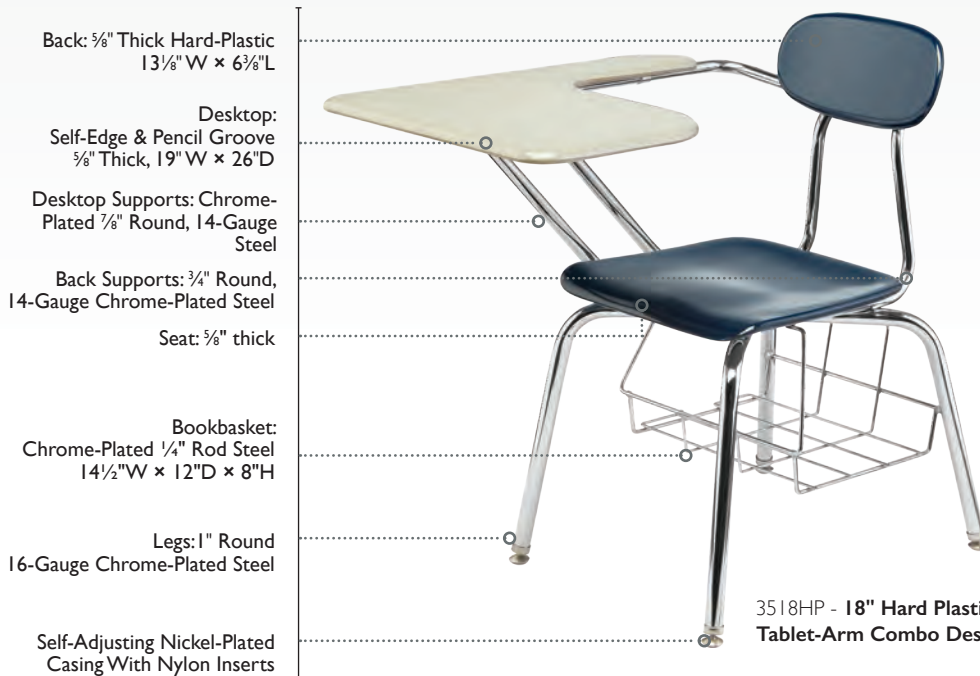 Back: ⅝" Thick Hard-Plastic
13⅛" W × 6⅜"L
Desktop:
Self-Edge & Pencil Groove
⅝" Thick, 19" W × 26"D
Desktop Supports: Chrome-
Plated ⅞" Round, 14-Gauge
Steel
Back Supports: ¾" Round,
14-Gauge Chrome-Plated Steel
Seat: ⅝" thick
Bookbasket:
Chrome-Plated ¼" Rod Steel
14½"W × 12"D × 8"H
Legs:1" Round
16-Gauge Chrome-Plated Steel
Self-Adjusting Nickel-Plated
Casing With Nylon Inserts
3518HP - 18" Hard Plasti
Tablet-Arm Combo Des